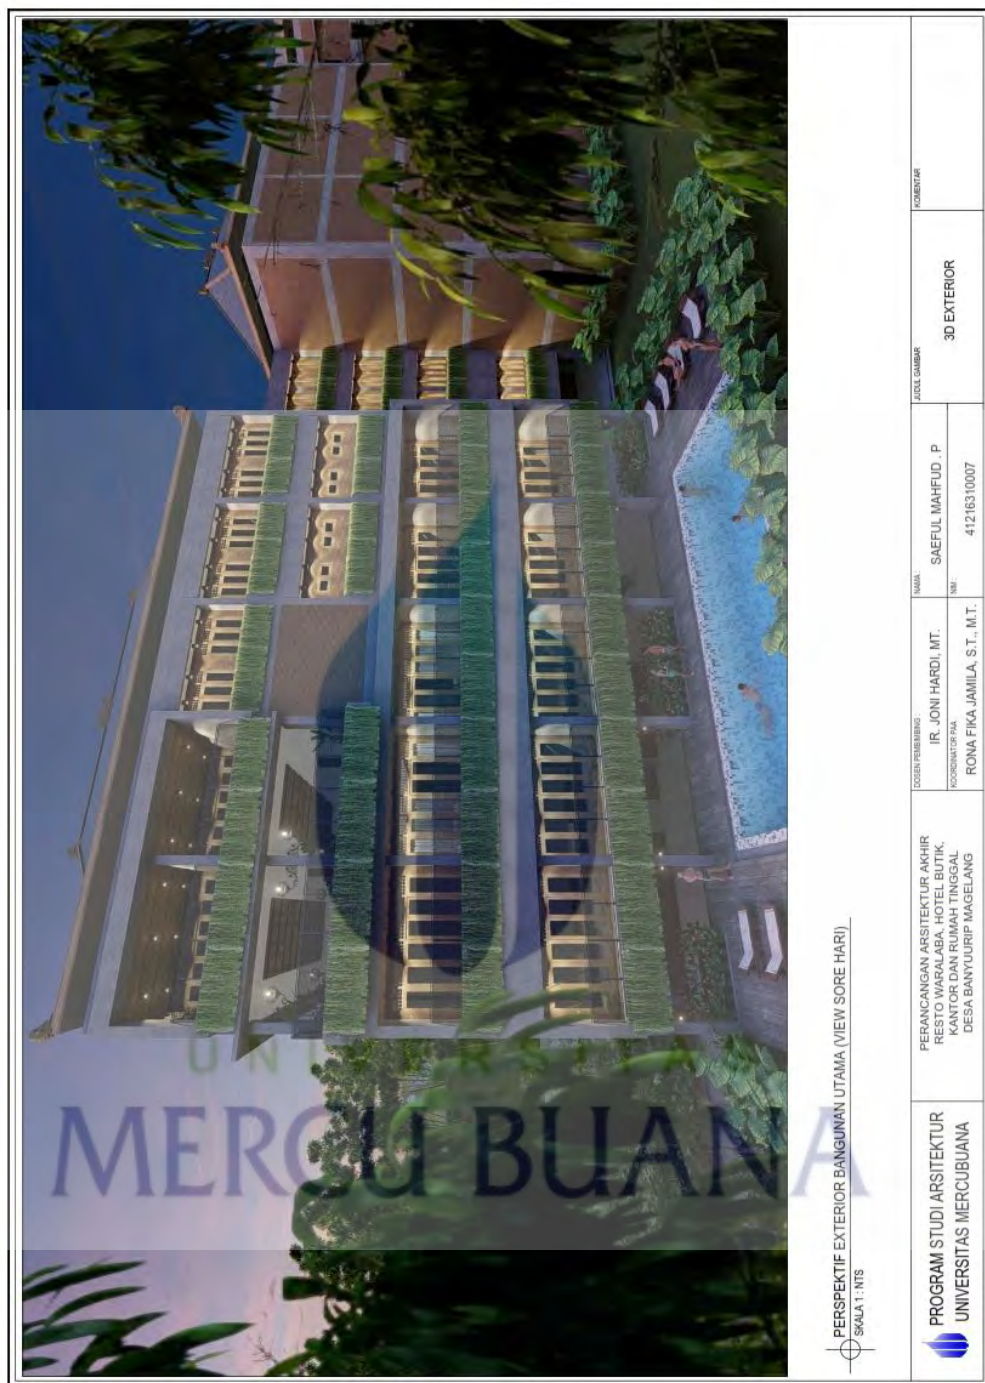 UNIVERSITAS
MERCU BUANA
PERSPEKTIF EXTERIOR BANGUNAN UTAMA (VIEW SORE HARI)
SKALA 1 : NTS
PROGRAM STUDI ARSITEKTUR
UNIVERSITAS MERCUBUANA
PERANCANGAN ARSITEKTUR AKHIR
RESTO WARALABA, HOTEL BUTIK,
KANTOR DAN RUMAH TINGGAL
DESA BANYUURIP MAGELANG
DOSEN PEMBIMBING :
IR. JONI HARDI, MT.
KOORDINATOR PAA
RONA FIKA JAMILA, S.T., M.T.
NAMA :
SAEFUL MAHFUD . P
NIM :
41216310007
JUDUL GAMBAR
3D EXTERIOR
KOMENTAR